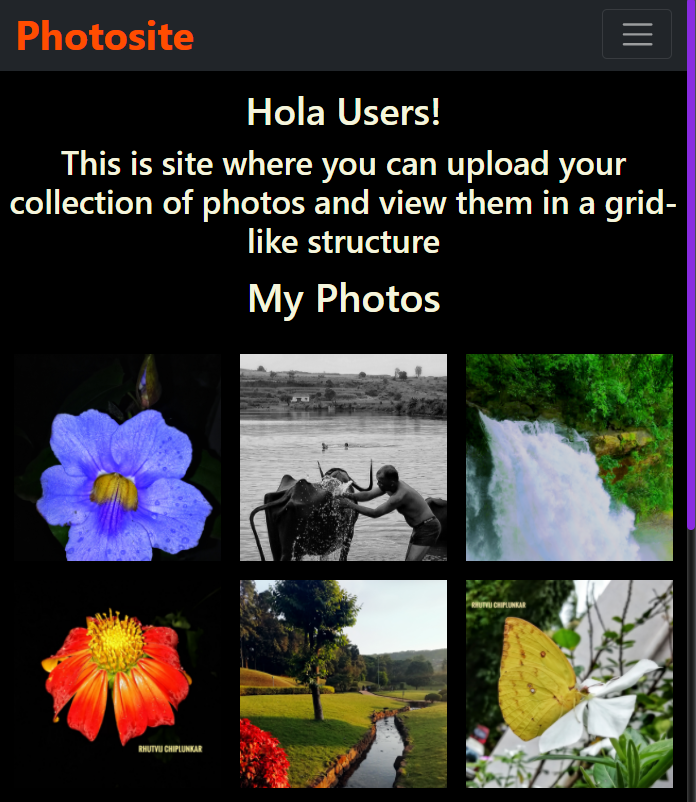 Photosite
Hola Users!
This is site where you can upload your
collection of photos and view them in a grid-
like structure
My Photos
RHUTVU CHIPLUNKAR
RHUTVU CHIPLUNKAR